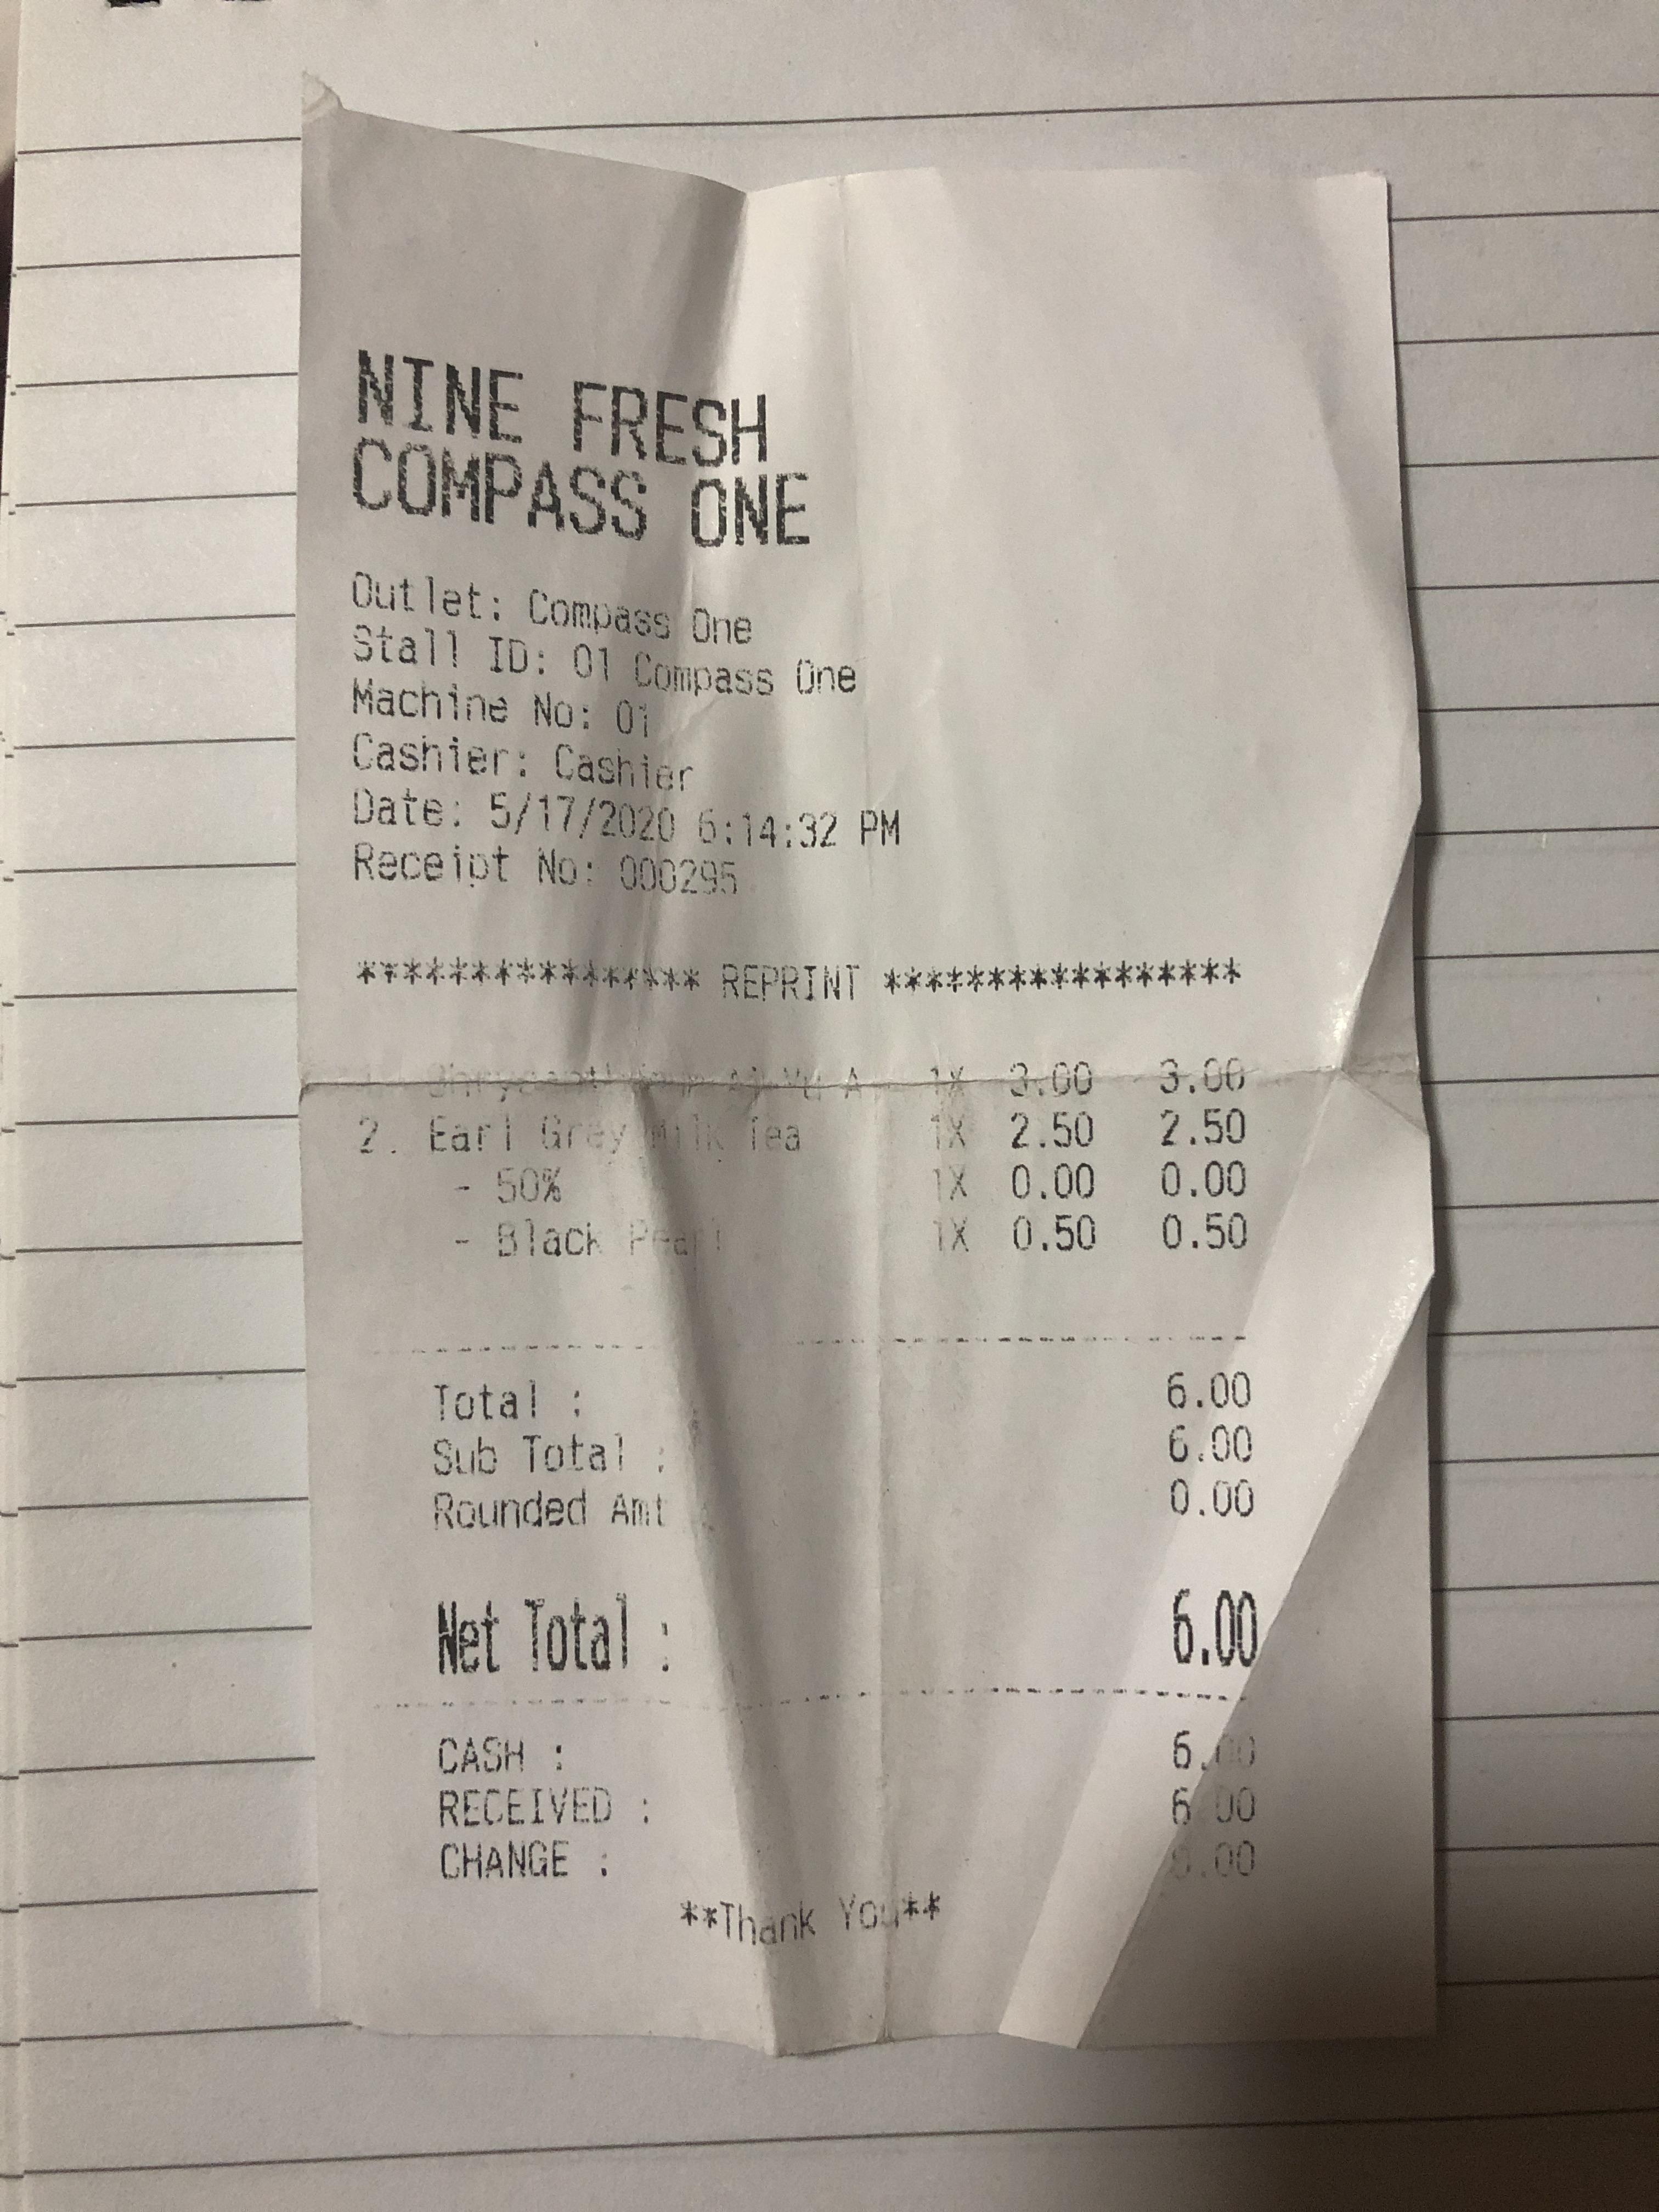 NINE FRESH
COMPASS ONE
Outlet: Compass One
Stall ID: 01 Compass One
Machine No: 01
Cashier: Cashier
Date: 5/17/2020 6:14:32 PM
Receipt No: 000295
**************** REPRINT ****************
Yu A 1X 3.00 3.00
2. Earl Grey Milk Tea 1X 2.50 2.50
- 50% 1X 0.00 0.00
- Black Pearl 1X 0.50 0.50
Total : 6.00
Sub Total : 6.00
Rounded Amt 0.00
Net Total : 6.00
CASH : 6.00
RECEIVED : 6.00
CHANGE : 0.00
**Thank You**